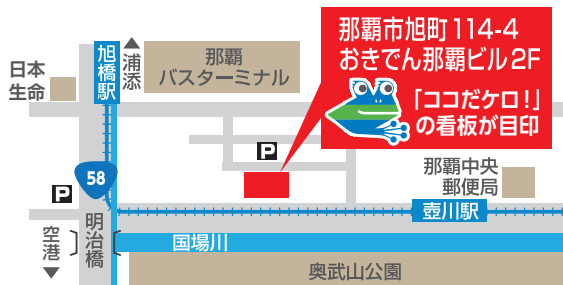 那覇市旭町114-4
おきでん那覇ビル2F
「ココだケロ!」
の看板が目印
旭橋駅
浦添
那覇
バスターミナル
日本
生命
P
那覇中央
郵便局
P
58
壺川駅
空港
明治橋
国場川
奥武山公園